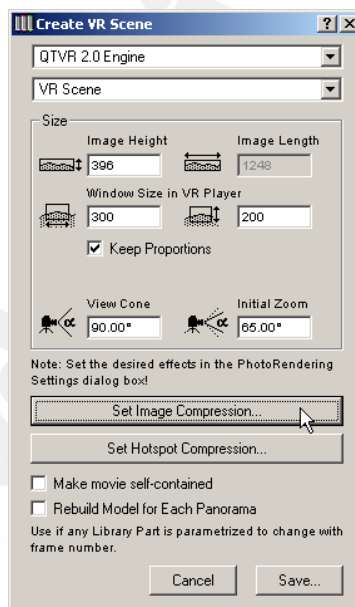 Create VR Scene
QTVR 2.0 Engine
VR Scene
Size
Image Height Image Length
396 1248
Window Size in VR Player
300 200
Keep Proportions
View Cone Initial Zoom
90.00° 65.00°
Note: Set the desired effects in the PhotoRendering
Settings dialog box!
Set Image Compression...
Set Hotspot Compression...
Make movie self-contained
Rebuild Model for Each Panorama
Use if any Library Part is parametrized to change with
frame number.
Cancel Save...